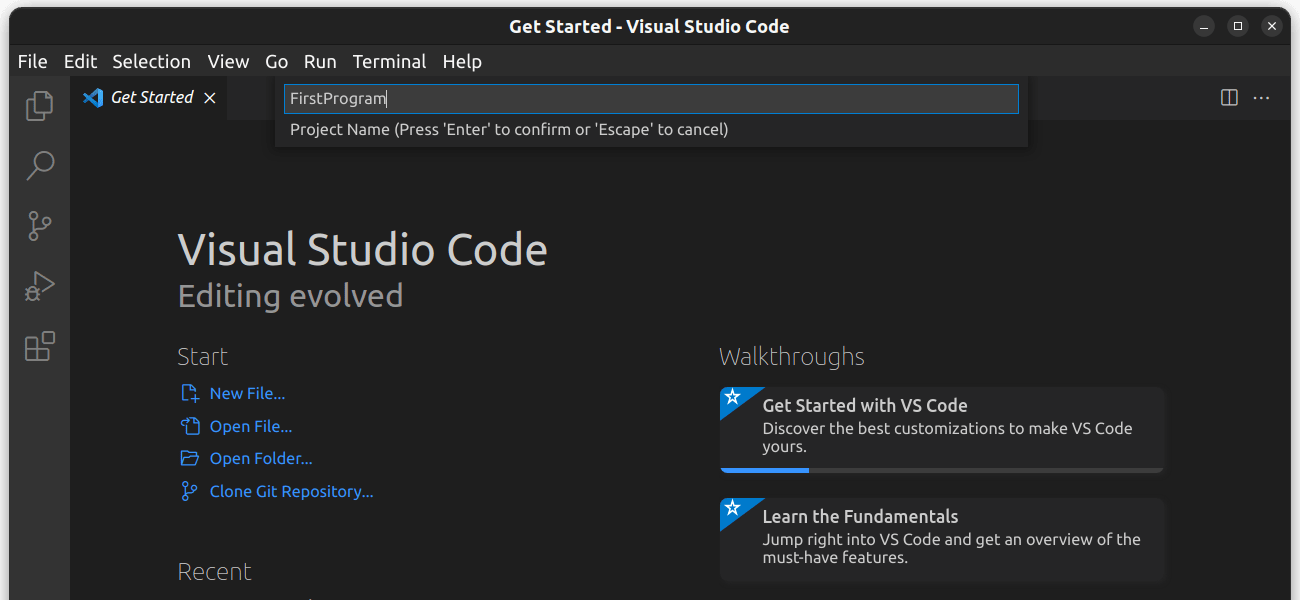 Get Started - Visual Studio Code
File Edit Selection View Go Run Terminal Help
Get Started
FirstProgram
Project Name (Press 'Enter' to confirm or 'Escape' to cancel)
Visual Studio Code
Editing evolved
Start
New File...
Open File...
Open Folder...
Clone Git Repository...
Recent
Walkthroughs
Get Started with VS Code
Discover the best customizations to make VS Code
yours.
Learn the Fundamentals
Jump right into VS Code and get an overview of the
must-have features.